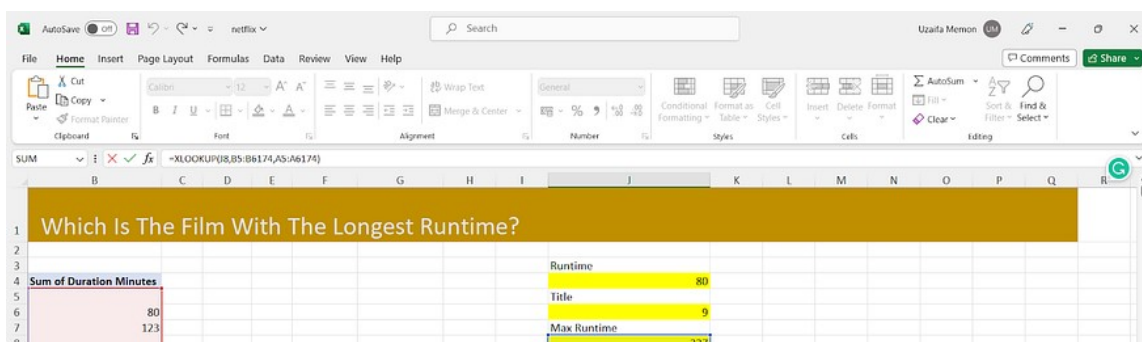 AutoSave Off netflix Search Uzaifa Memon UM
File Home Insert Page Layout Formulas Data Review View Help Comments Share
Cut
Copy
Format Painter
Paste
Calibri 12
B I U
Wrap Text
Merge & Center
General
Conditional Formatting
Format as Table
Cell Styles
Insert Delete Format
AutoSum
Fill
Clear
Sort & Filter
Find & Select
Clipboard Font Alignment Number Styles Cells Editing
SUM fx =XLOOKUP(J8,B5:B6174,A5:A6174)
B C D E F G H I J K L M N O P Q R
1 Which Is The Film With The Longest Runtime?
2
3 Runtime
4 Sum of Duration Minutes 80
5 Title
6 80 9
7 123 Max Runtime